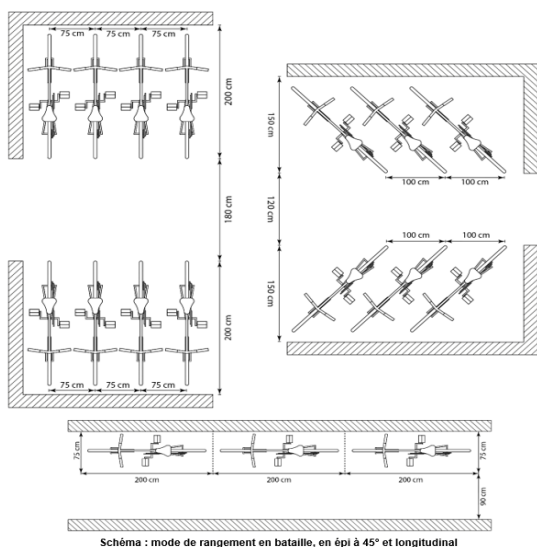 75 cm 75 cm 75 cm
200 cm
180 cm
200 cm
75 cm 75 cm 75 cm
150 cm
100 cm 100 cm
120 cm
100 cm 100 cm
150 cm
75 cm
200 cm 200 cm 200 cm
75 cm
90 cm
Schéma : mode de rangement en bataille, en épi à 45° et longitudinal